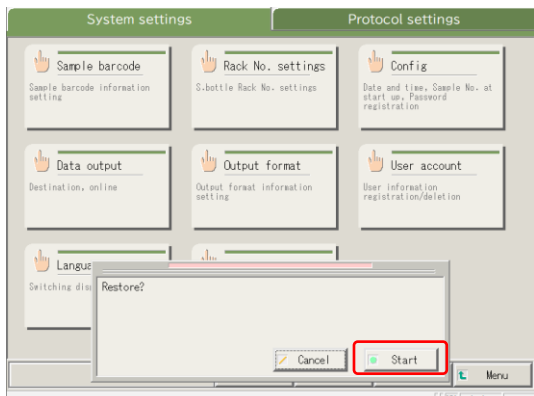 System settings
Protocol settings
Sample barcode
Sample barcode information
setting
Rack No. settings
S.bottle Rack No. settings
Config
Date and time, Sample No. at
start up, Password
registration
Data output
Destination, online
Output format
Output format information
setting
User account
User information
registration/deletion
Langua
Switching dis
Restore?
Cancel
Start
Menu